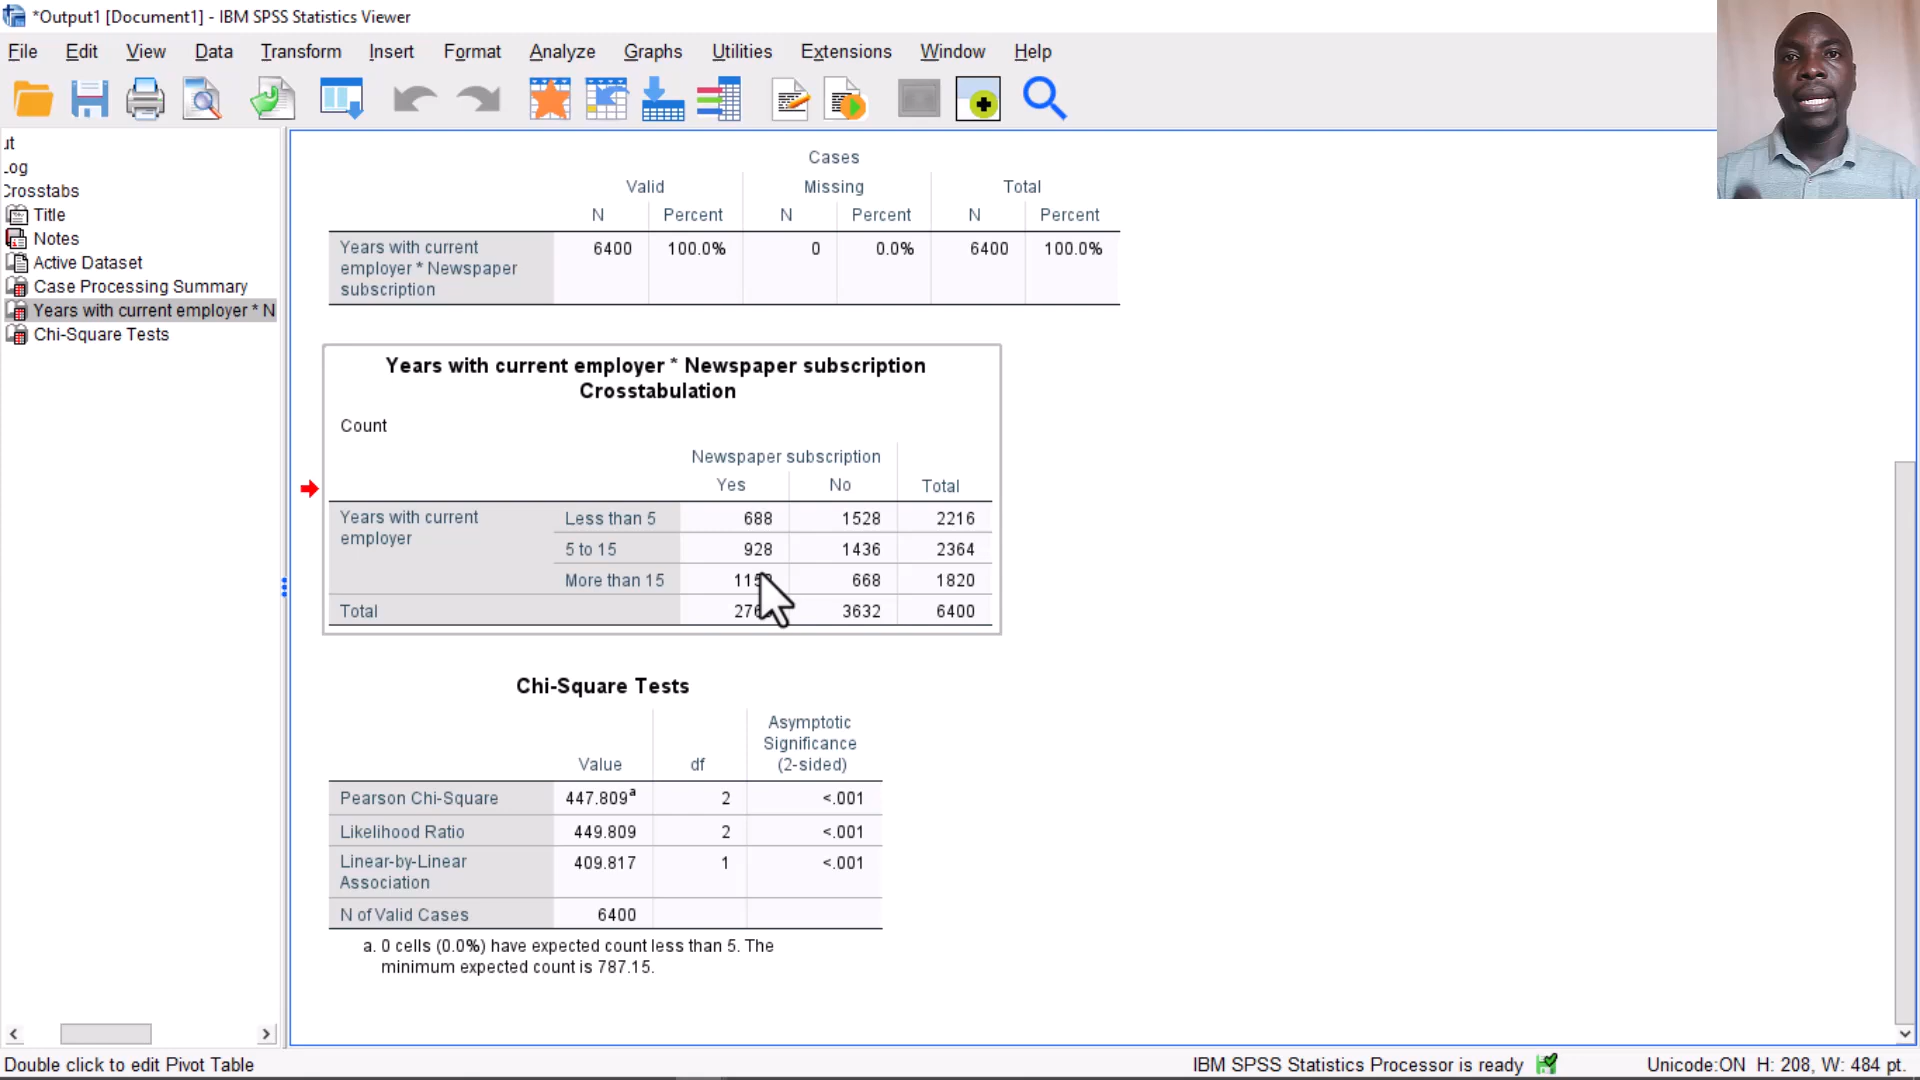 *Output1 [Document1] - IBM SPSS Statistics Viewer
File Edit View Data Transform Insert Format Analyze Graphs Utilities Extensions Window Help
ut
Log
Crosstabs
Title
Notes
Active Dataset
Case Processing Summary
Years with current employer * N
Chi-Square Tests
Cases
Valid Missing Total
N Percent N Percent N Percent
Years with current
employer * Newspaper
subscription
6400 100.0% 0 0.0% 6400 100.0%
Years with current employer * Newspaper subscription
Crosstabulation
Count
Newspaper subscription
Yes No Total
Years with current
employer
Less than 5 688 1528 2216
5 to 15 928 1436 2364
More than 15 668 1820
Total 3632 6400
Chi-Square Tests
Asymptotic
Significance
(2-sided)
Value df
Pearson Chi-Square 447.809a 2 <.001
Likelihood Ratio 449.809 2 <.001
Linear-by-Linear
Association
409.817 1 <.001
N of Valid Cases 6400
a. 0 cells (0.0%) have expected count less than 5. The
minimum expected count is 787.15.
Double click to edit Pivot Table
IBM SPSS Statistics Processor is ready Unicode:ON H: 208, W: 484 pt.